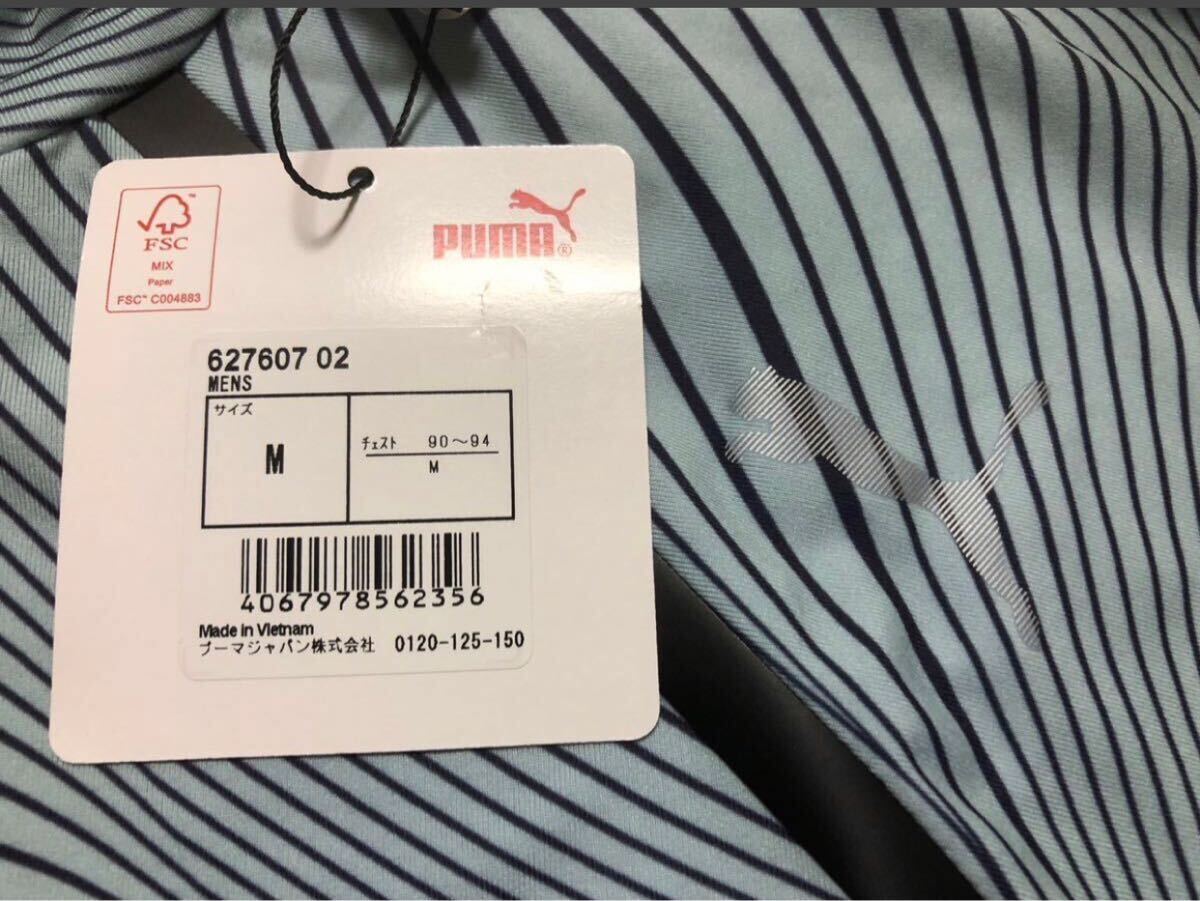 FSC™
MIX
Paper
FSC™ C004883
PUMA®
627607 02
MENS
サイズ
M
チェスト 90～94
M
4067978562356
Made in Vietnam
プーマジャパン株式会社 0120-125-150